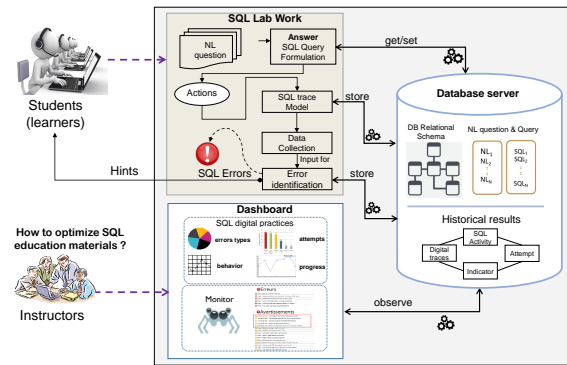 SQL Lab Work
NL
question
Answer
SQL Query
Formulation
get/set
Students
(learners)
Actions
SQL trace
Model
store
Database server
DB Relational
Schema
NL question & Query
NL1
NL2
NLN
SQL1
SQL2
SQLN
Data
Collection
Input for
SQL Errors
Hints
Error
identification
store
Historical results
SQL
Activity
Digital
traces
Attempt
Indicator
How to optimize SQL
education materials ?
Instructors
Dashboard
SQL digital practices
errors types
attempts
behavior
progress
Monitor
Erreurs
Avertissements
observe